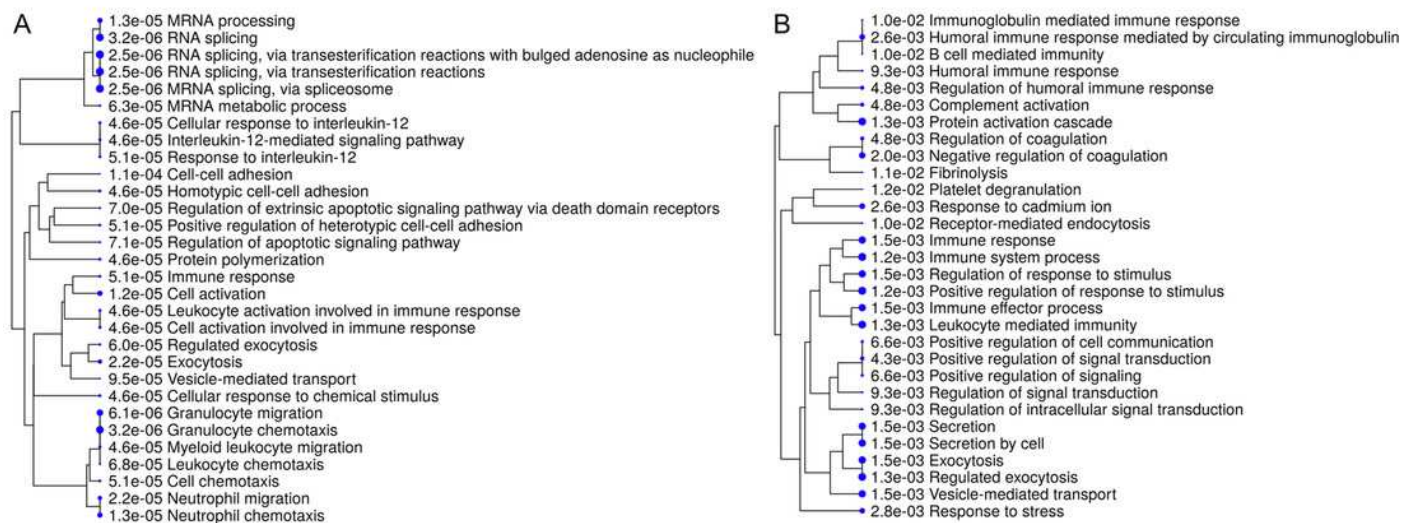 A
1.3e-05 MRNA processing
3.2e-06 RNA splicing
2.5e-06 RNA splicing, via transesterification reactions with bulged adenosine as nucleophile
2.5e-06 RNA splicing, via transesterification reactions
2.5e-06 MRNA splicing, via spliceosome
6.3e-05 MRNA metabolic process
4.6e-05 Cellular response to interleukin-12
4.6e-05 Interleukin-12-mediated signaling pathway
5.1e-05 Response to interleukin-12
1.1e-04 Cell-cell adhesion
4.6e-05 Homotypic cell-cell adhesion
7.0e-05 Regulation of extrinsic apoptotic signaling pathway via death domain receptors
5.1e-05 Positive regulation of heterotypic cell-cell adhesion
7.1e-05 Regulation of apoptotic signaling pathway
4.6e-05 Protein polymerization
5.1e-05 Immune response
1.2e-05 Cell activation
4.6e-05 Leukocyte activation involved in immune response
4.6e-05 Cell activation involved in immune response
6.0e-05 Regulated exocytosis
2.2e-05 Exocytosis
9.5e-05 Vesicle-mediated transport
4.6e-05 Cellular response to chemical stimulus
6.1e-06 Granulocyte migration
3.2e-06 Granulocyte chemotaxis
4.6e-05 Myeloid leukocyte migration
6.8e-05 Leukocyte chemotaxis
5.1e-05 Cell chemotaxis
2.2e-05 Neutrophil migration
1.3e-05 Neutrophil chemotaxis
B
1.0e-02 Immunoglobulin mediated immune response
2.6e-03 Humoral immune response mediated by circulating immunoglobulin
1.0e-02 B cell mediated immunity
9.3e-03 Humoral immune response
4.8e-03 Regulation of humoral immune response
4.8e-03 Complement activation
1.3e-03 Protein activation cascade
4.8e-03 Regulation of coagulation
2.0e-03 Negative regulation of coagulation
1.1e-02 Fibrinolysis
1.2e-02 Platelet degranulation
2.6e-03 Response to cadmium ion
1.0e-02 Receptor-mediated endocytosis
1.5e-03 Immune response
1.2e-03 Immune system process
1.5e-03 Regulation of response to stimulus
1.2e-03 Positive regulation of response to stimulus
1.5e-03 Immune effector process
1.3e-03 Leukocyte mediated immunity
6.6e-03 Positive regulation of cell communication
4.3e-03 Positive regulation of signal transduction
6.6e-03 Positive regulation of signaling
9.3e-03 Regulation of signal transduction
9.3e-03 Regulation of intracellular signal transduction
1.5e-03 Secretion
1.5e-03 Secretion by cell
1.5e-03 Exocytosis
1.3e-03 Regulated exocytosis
1.5e-03 Vesicle-mediated transport
2.8e-03 Response to stress